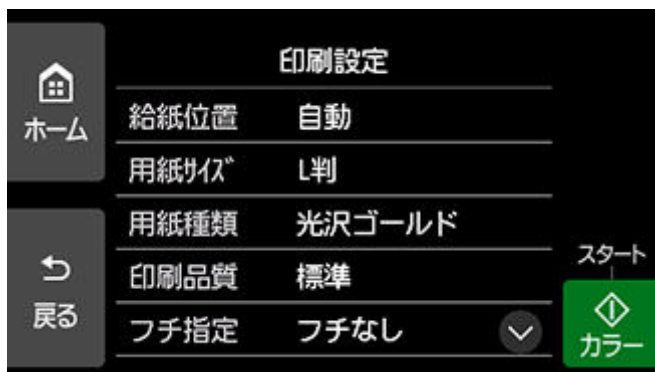 印刷設定
ホーム
給紙位置 自動
用紙サイズ L判
用紙種類 光沢ゴールド
印刷品質 標準
フチ指定 フチなし
戻る
スタート
カラー